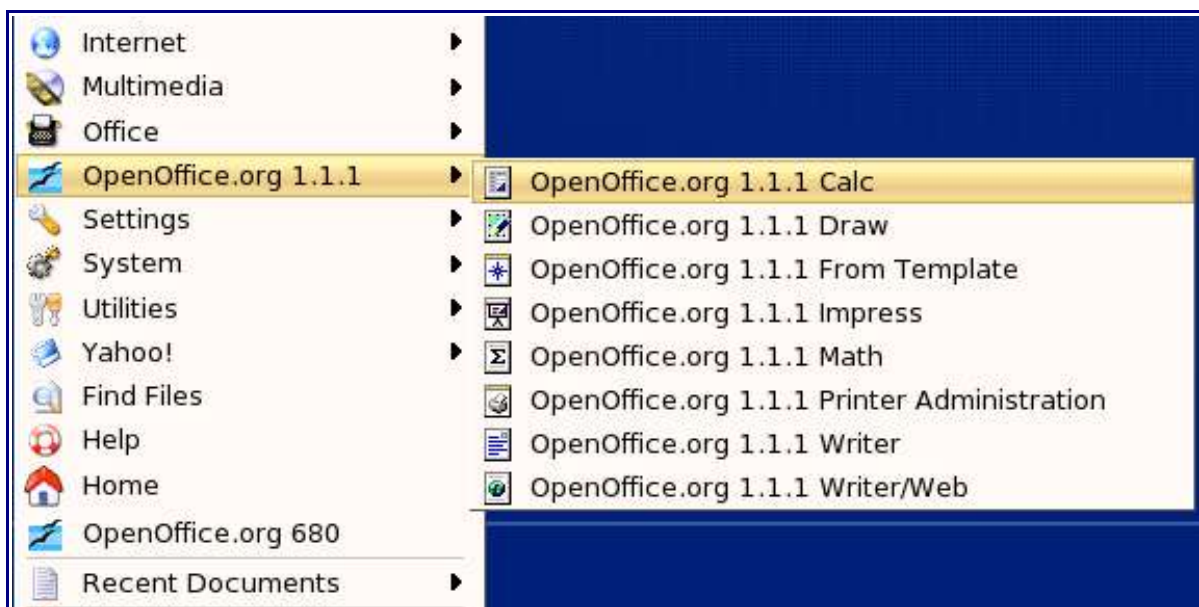 Internet
Multimedia
Office
OpenOffice.org 1.1.1
Settings
System
Utilities
Yahoo!
Find Files
Help
Home
OpenOffice.org 680
Recent Documents
OpenOffice.org 1.1.1 Calc
OpenOffice.org 1.1.1 Draw
OpenOffice.org 1.1.1 From Template
OpenOffice.org 1.1.1 Impress
OpenOffice.org 1.1.1 Math
OpenOffice.org 1.1.1 Printer Administration
OpenOffice.org 1.1.1 Writer
OpenOffice.org 1.1.1 Writer/Web